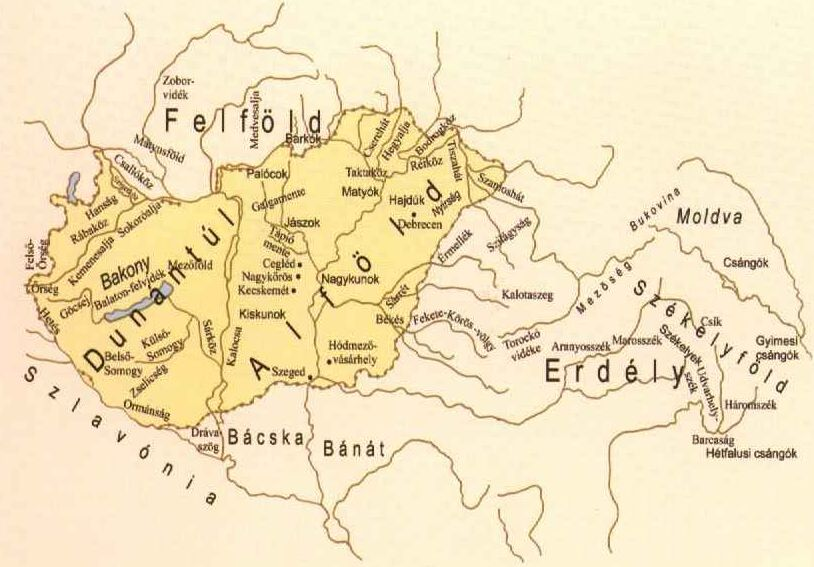 Zobor-
vidék
Felföld
Medvesalja
Mátyusföld
Barkók
Cserehát
Hegyalja
Bodrogköz
Csallóköz
Palócok
Taktaköz
Rétköz
Tiszahát
Szamoshát
Hanság
Szigetköz
Galgamente
Matyók
Hajdúk
Nyírség
Rábaköz
Sokoróalja
Debrecen
Bukovina
Moldva
Felső-
Őrség
Kemenesalja
Jászok
Tápió
mente
Szilágyság
Bakony
Mezőföld
Cegléd
Érmellék
Csángók
Őrség
Balaton-felvidék
Nagykőrös
Nagykunok
Mezőség
Göcsej
Kecskemét
Sárrét
Kalotaszeg
Hetés
Dunántúl
Kiskunok
Alföld
Békés
Fekete-Körös-völgy
Székelyföld
Külső-
Somogy
Sárköz
Kalocsa
Hódmező-
vásárhely
Torockó
vidéke
Aranyosszék
Marosszék
Csík
Gyimesi
csángók
Belső-
Somogy
Székelyek
Udvarhely-
szék
Szeged
Erdély
Zselicség
Ormánság
Háromszék
Szlavónia
Dráva-
szög
Bácska
Bánát
Barcaság
Hétfalusi csángók